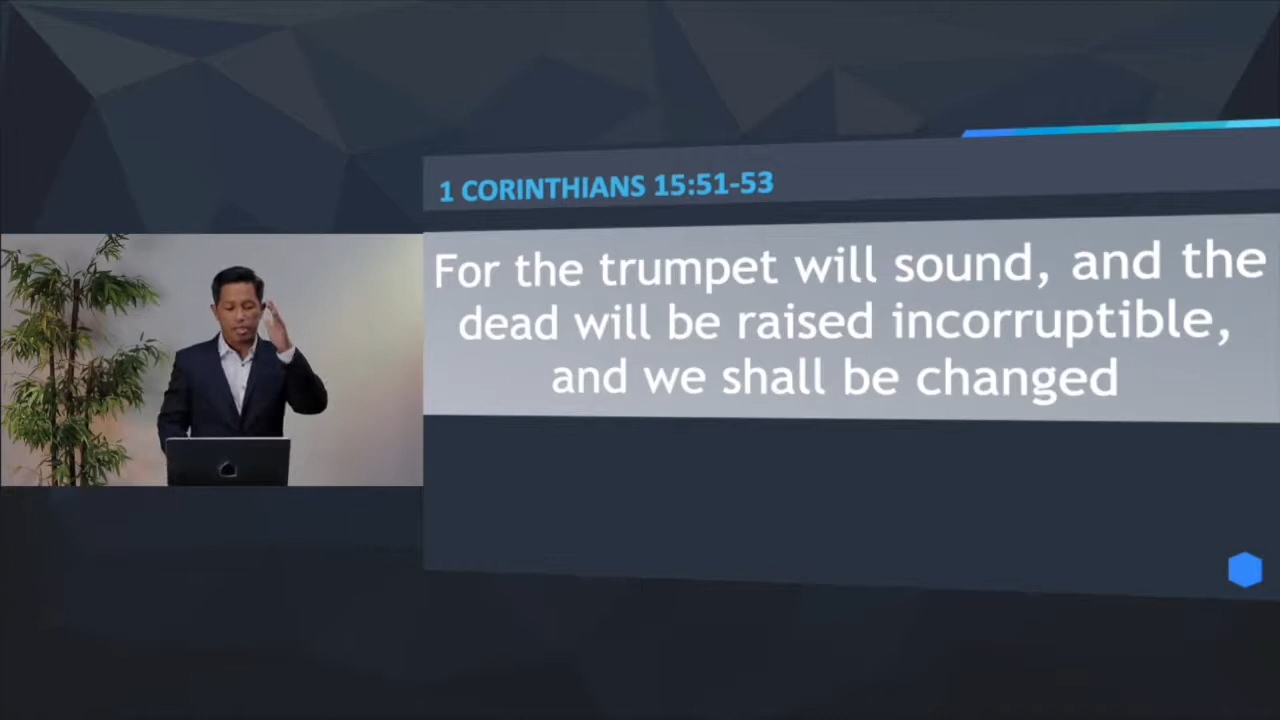 1 CORINTHIANS 15:51-53
For the trumpet will sound, and the
dead will be raised incorruptible,
and we shall be changed